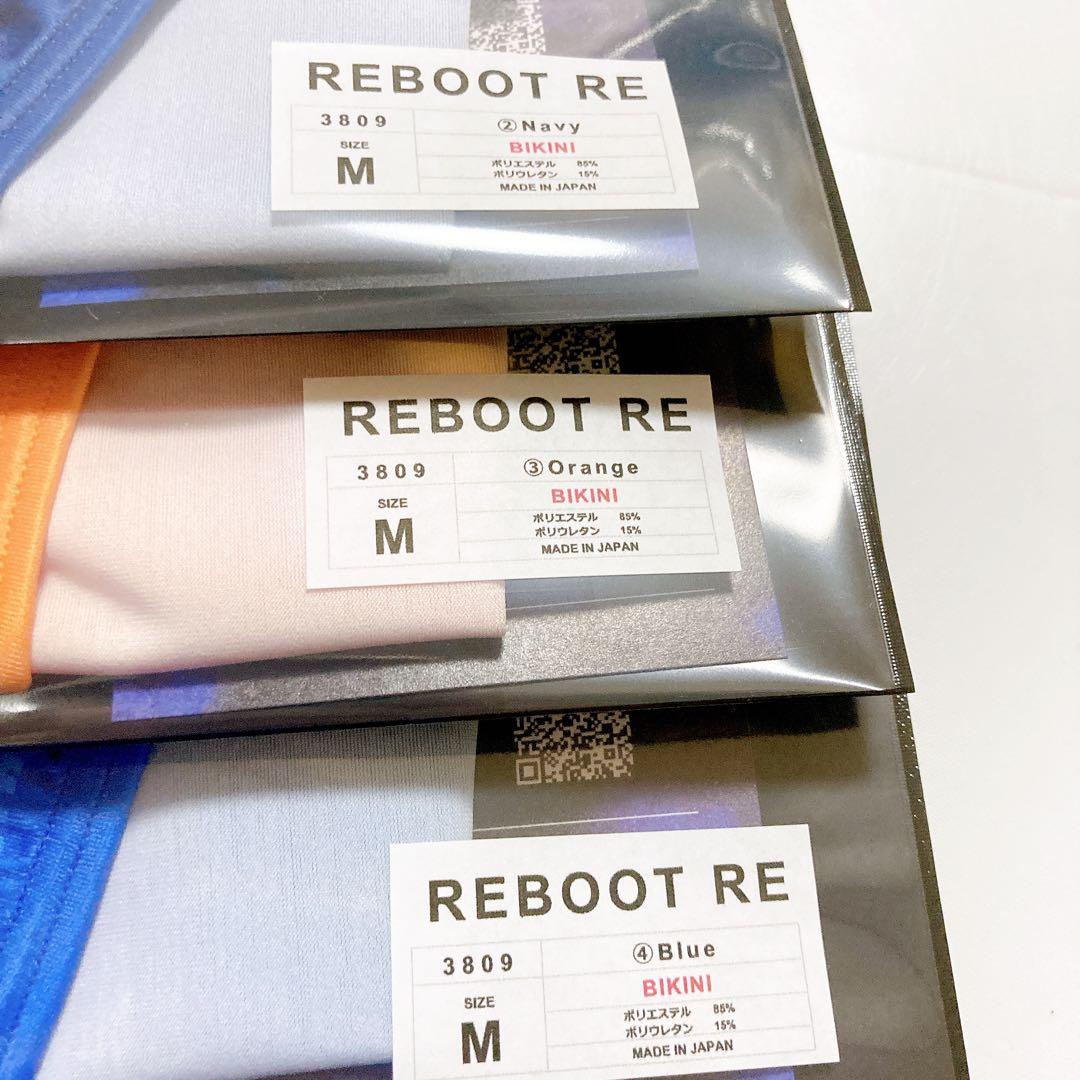 REBOOT RE
3809
②Navy
SIZE
BIKINI
M
ポリエステル 85%
ポリウレタン 15%
MADE IN JAPAN
REBOOT RE
3809
③Orange
SIZE
BIKINI
M
ポリエステル 85%
ポリウレタン 15%
MADE IN JAPAN
REBOOT RE
3809
④Blue
SIZE
BIKINI
M
ポリエステル 85%
ポリウレタン 15%
MADE IN JAPAN